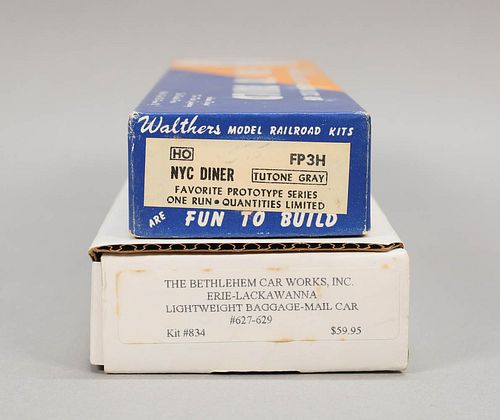 Walthers MODEL RAILROAD KITS
HO FP3H
NYC DINER TUTONE GRAY
FAVORITE PROTOTYPE SERIES
ONE RUN • QUANTITIES LIMITED
ARE FUN TO BUILD
THE BETHLEHEM CAR WORKS, INC.
ERIE-LACKAWANNA
LIGHTWEIGHT BAGGAGE-MAIL CAR
#627-629
Kit #834 $59.95